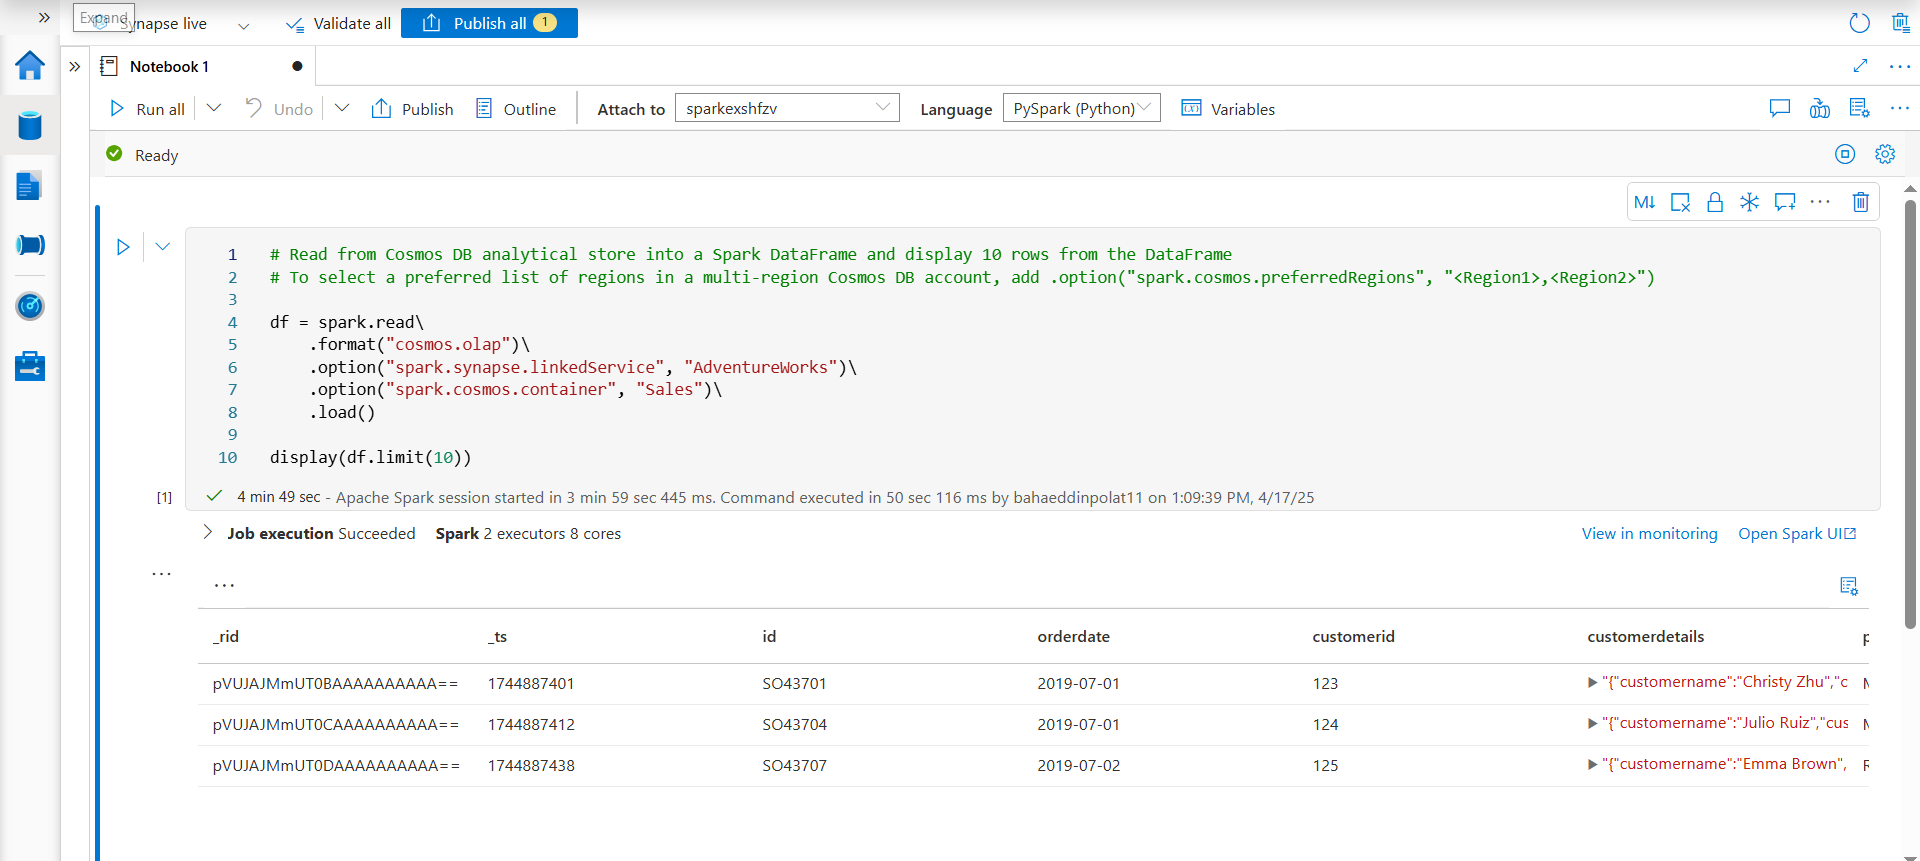 Expand
Synapse live
Validate all
Publish all 1
Notebook 1
Run all
Undo
Publish
Outline
Attach to
sparkexshfzv
Language
PySpark (Python)
Variables
Ready
M↓
1 # Read from Cosmos DB analytical store into a Spark DataFrame and display 10 rows from the DataFrame
2 # To select a preferred list of regions in a multi-region Cosmos DB account, add .option("spark.cosmos.preferredRegions", "<Region1>,<Region2>")
3
4 df = spark.read\
5 .format("cosmos.olap")\
6 .option("spark.synapse.linkedService", "AdventureWorks")\
7 .option("spark.cosmos.container", "Sales")\
8 .load()
9
10 display(df.limit(10))
[1] 4 min 49 sec - Apache Spark session started in 3 min 59 sec 445 ms. Command executed in 50 sec 116 ms by bahaeddinpolat11 on 1:09:39 PM, 4/17/25
Job execution Succeeded Spark 2 executors 8 cores View in monitoring Open Spark UI
_rid _ts id orderdate customerid customerdetails p
pVUJAJMmUT0BAAAAAAAAAA== 1744887401 SO43701 2019-07-01 123 "{"customername":"Christy Zhu","c
pVUJAJMmUT0CAAAAAAAAAA== 1744887412 SO43704 2019-07-01 124 "{"customername":"Julio Ruiz","cus
pVUJAJMmUT0DAAAAAAAAAA== 1744887438 SO43707 2019-07-02 125 "{"customername":"Emma Brown",